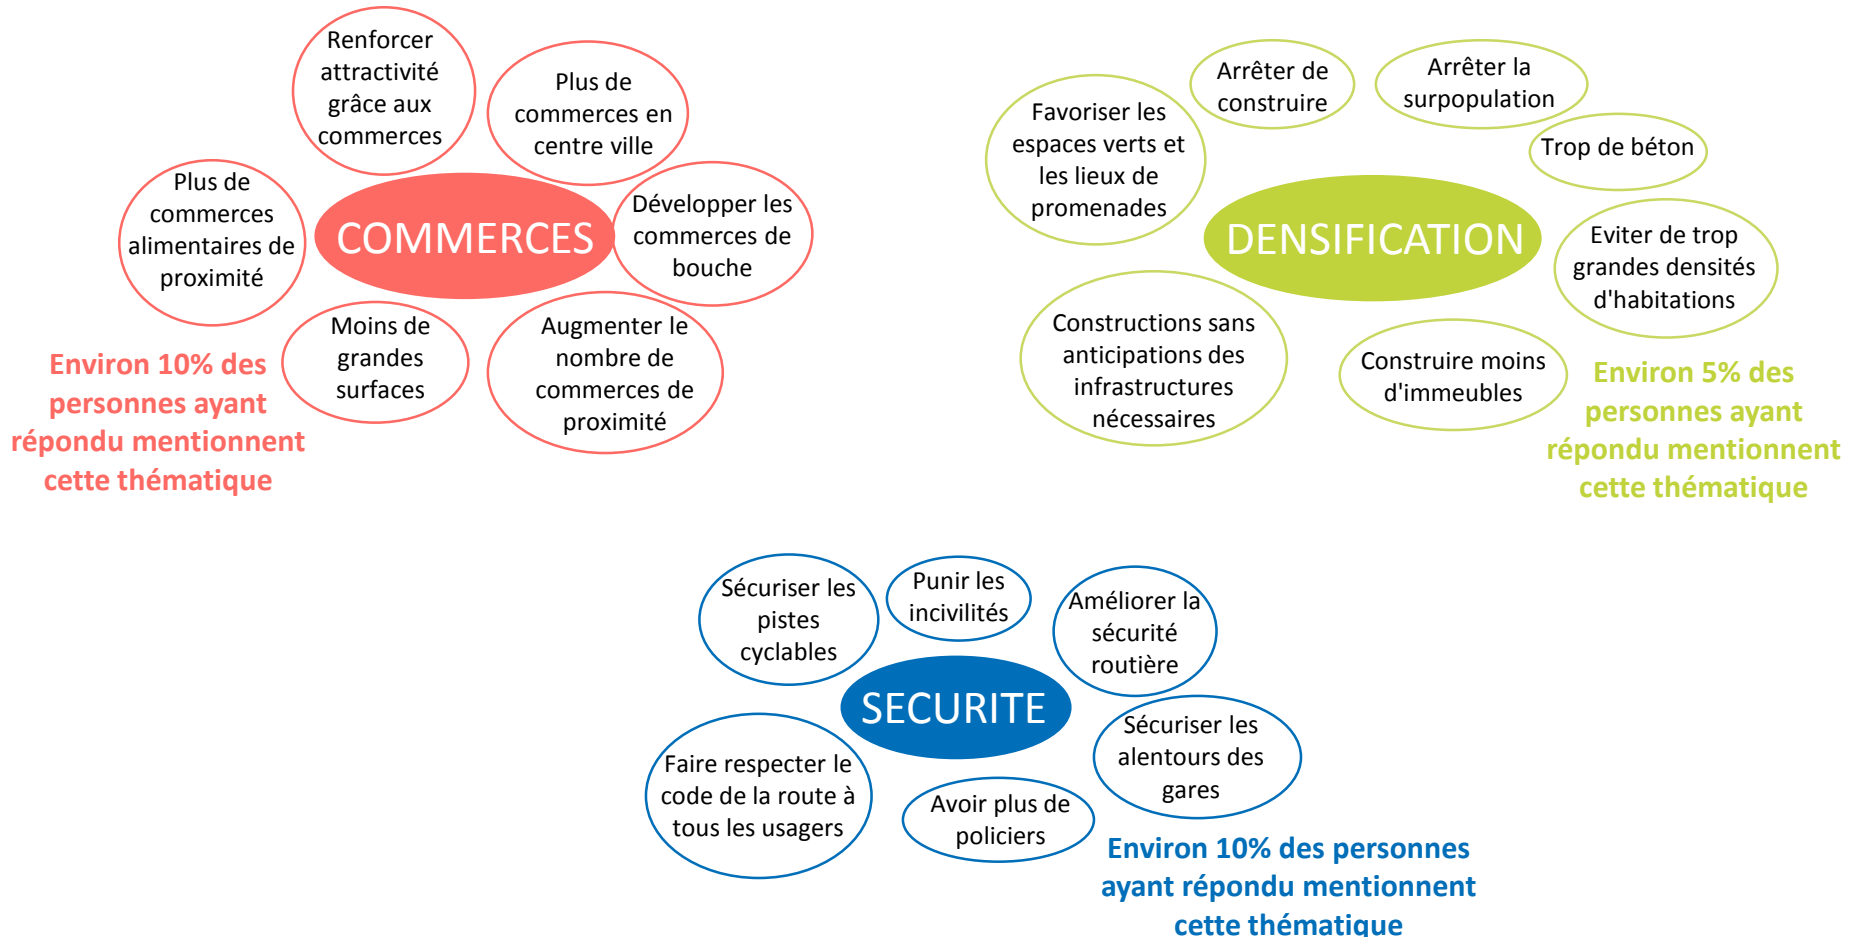 Renforcer
attractivité
grâce aux
commerces
Plus de
commerces en
centre ville
Plus de
commerces
alimentaires de
proximité
COMMERCES
Développer les
commerces de
bouche
Moins de
grandes
surfaces
Augmenter le
nombre de
commerces de
proximité
Environ 10% des
personnes ayant
répondu mentionnent
cette thématique
Arrêter de
construire
Arrêter la
surpopulation
Favoriser les
espaces verts et
les lieux de
promenades
Trop de béton
DENSIFICATION
Eviter de trop
grandes densités
d'habitations
Constructions sans
anticipations des
infrastructures
nécessaires
Construire moins
d'immeubles
Environ 5% des
personnes ayant
répondu mentionnent
cette thématique
Sécuriser les
pistes
cyclables
Punir les
incivilités
Améliorer la
sécurité
routière
SECURITE
Sécuriser les
alentours des
gares
Faire respecter le
code de la route à
tous les usagers
Avoir plus de
policiers
Environ 10% des personnes
ayant répondu mentionnent
cette thématique